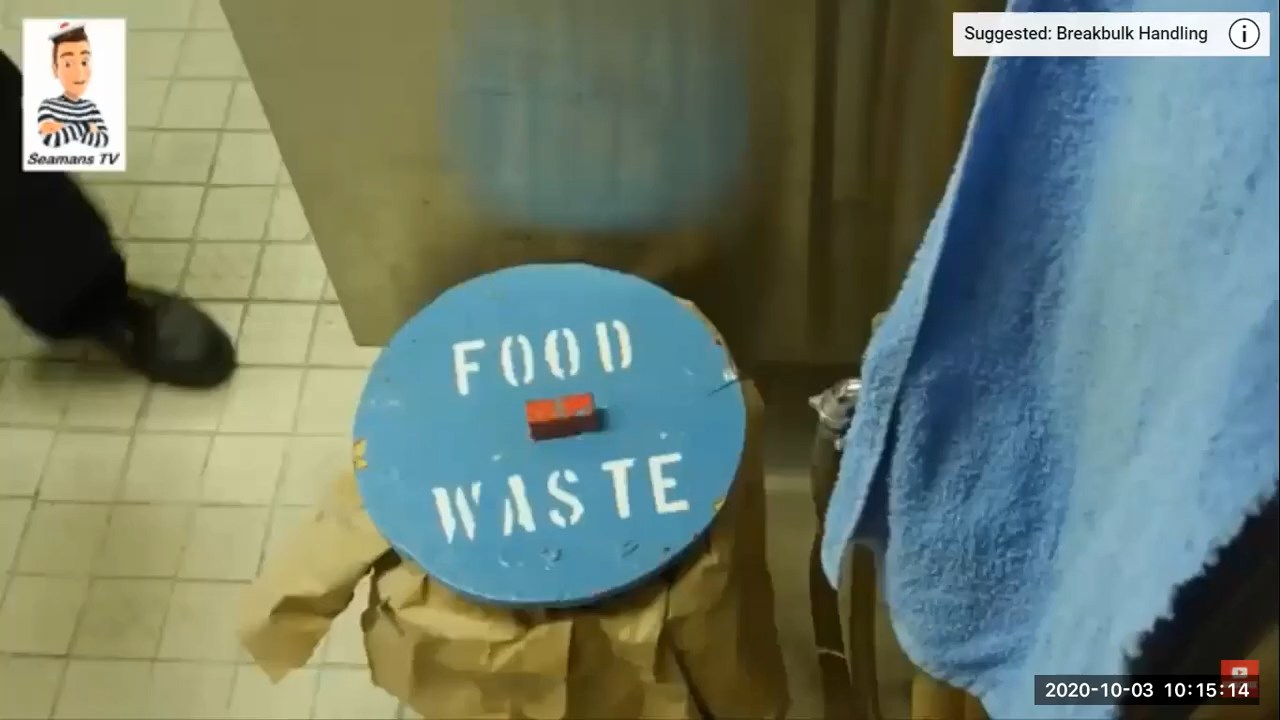 Suggested: Breakbulk Handling
Seamans TV
FOOD
WASTE
2020-10-03 10:15:14